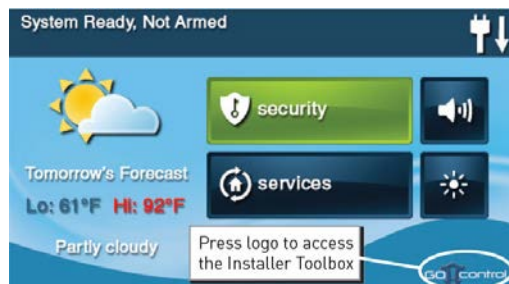 System Ready, Not Armed
security
services
Tomorrow's Forecast
Lo: 61°F Hi: 92°F
Partly cloudy
Press logo to access
the Installer Toolbox
GO control